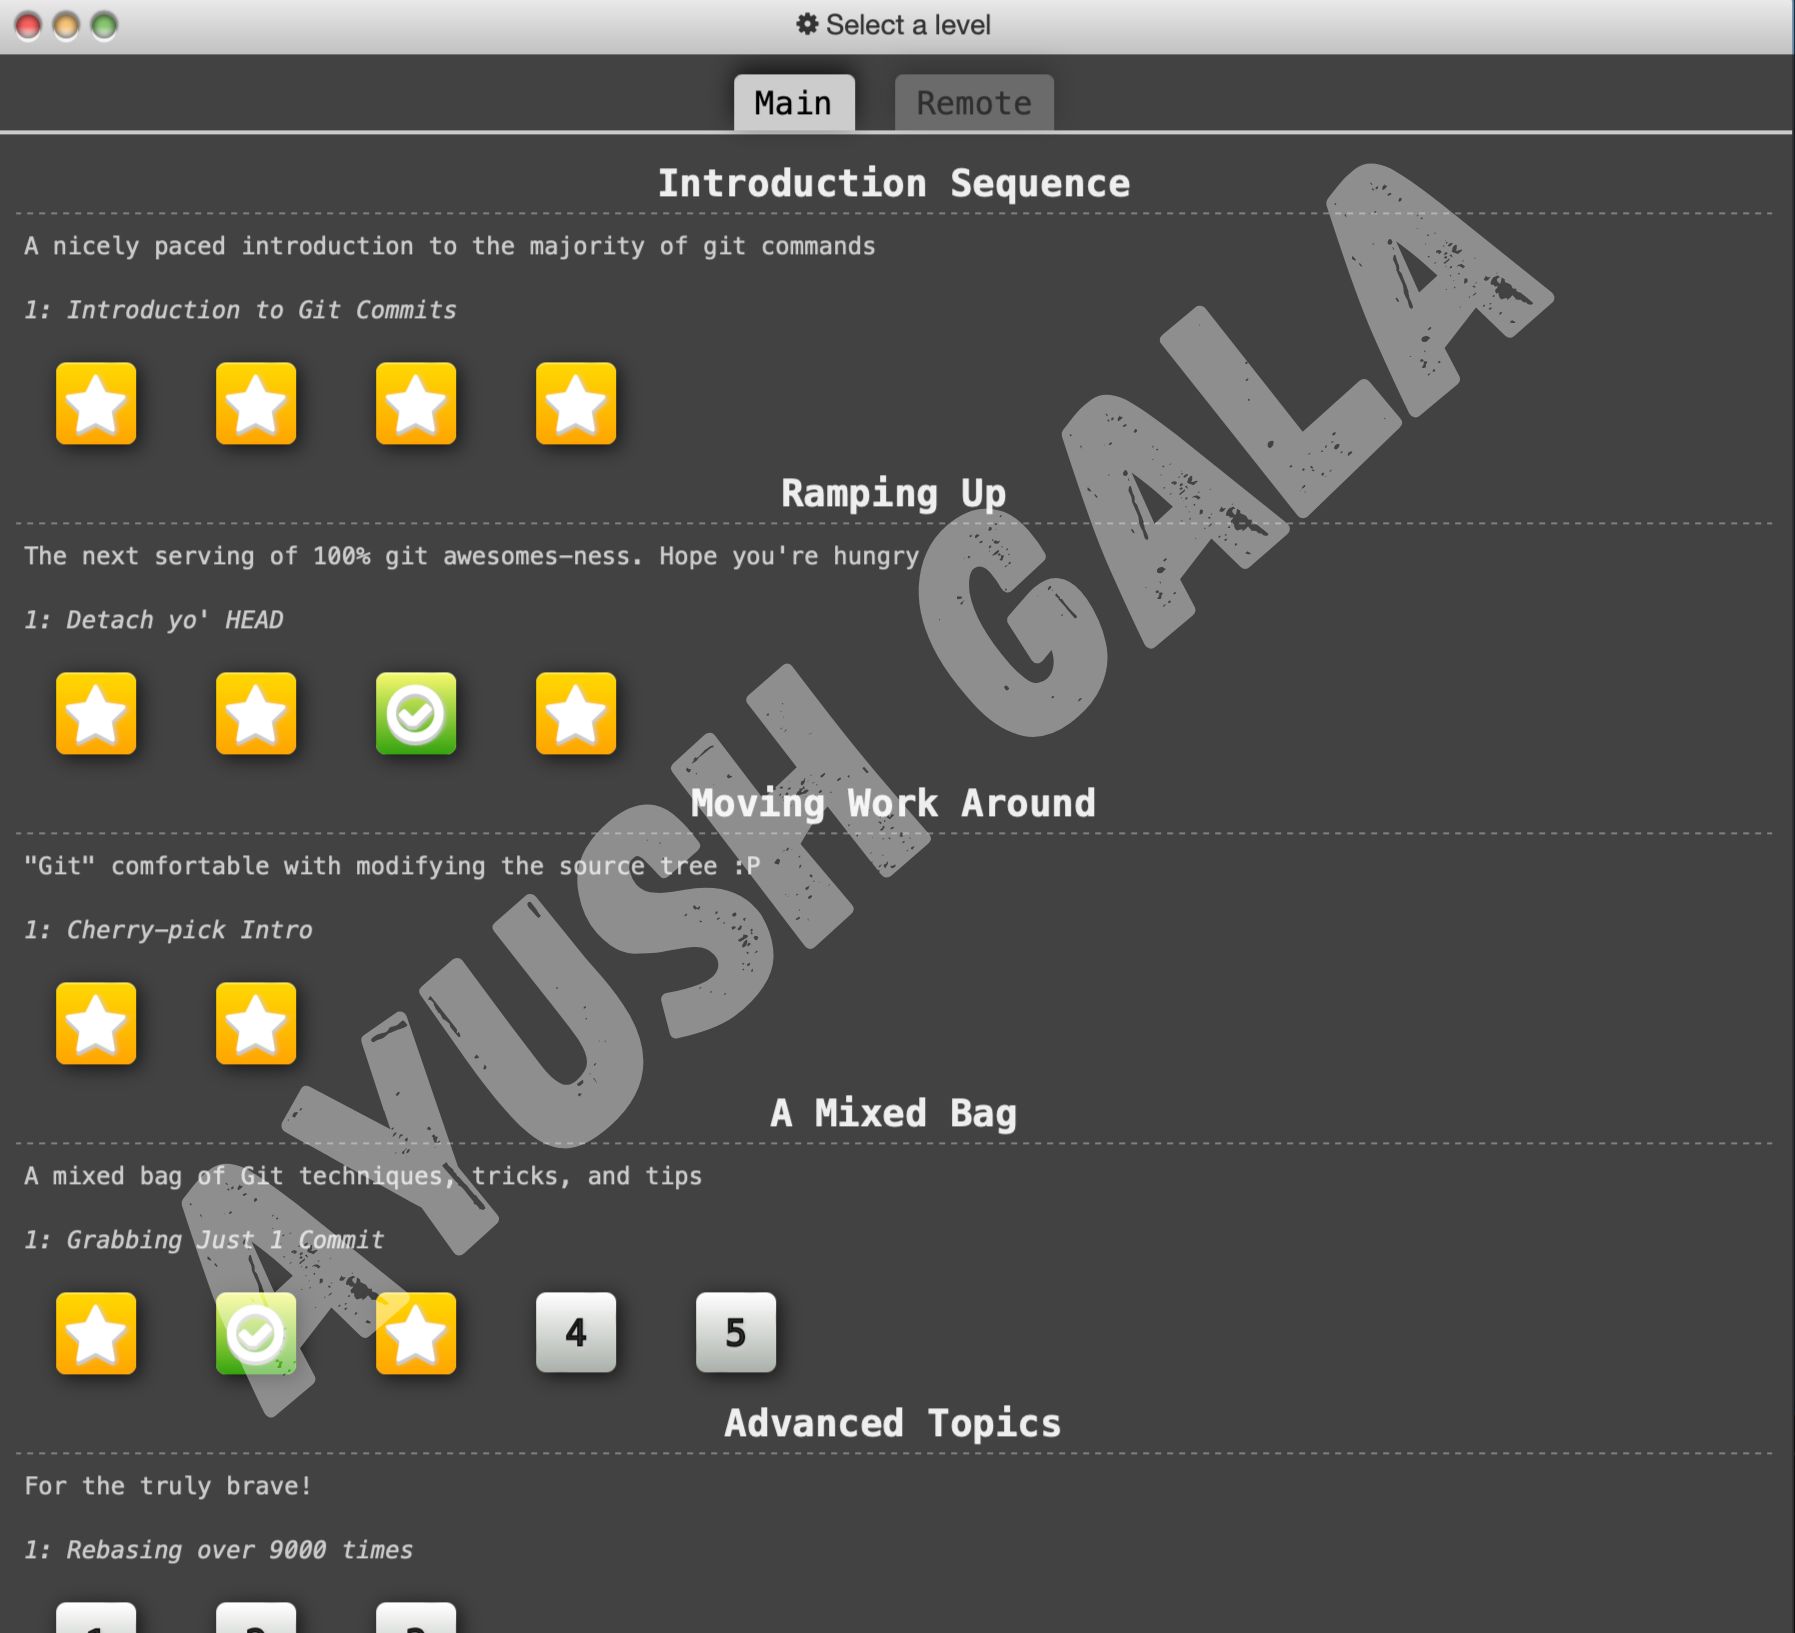 Select a level
Main Remote
Introduction Sequence
A nicely paced introduction to the majority of git commands
1: Introduction to Git Commits
Ramping Up
The next serving of 100% git awesomes-ness. Hope you're hungry
1: Detach yo' HEAD
Moving Work Around
"Git" comfortable with modifying the source tree :P
1: Cherry-pick Intro
A Mixed Bag
A mixed bag of Git techniques, tricks, and tips
1: Grabbing Just 1 Commit
4 5
Advanced Topics
For the truly brave!
1: Rebasing over 9000 times
1 2 3
AYUSH GALA